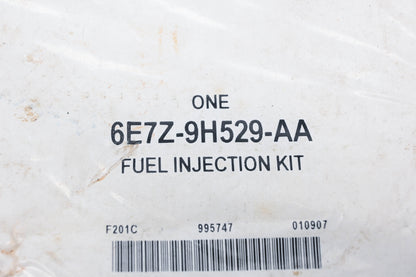 ONE
6E7Z-9H529-AA
FUEL INJECTION KIT
F201C 995747 010907